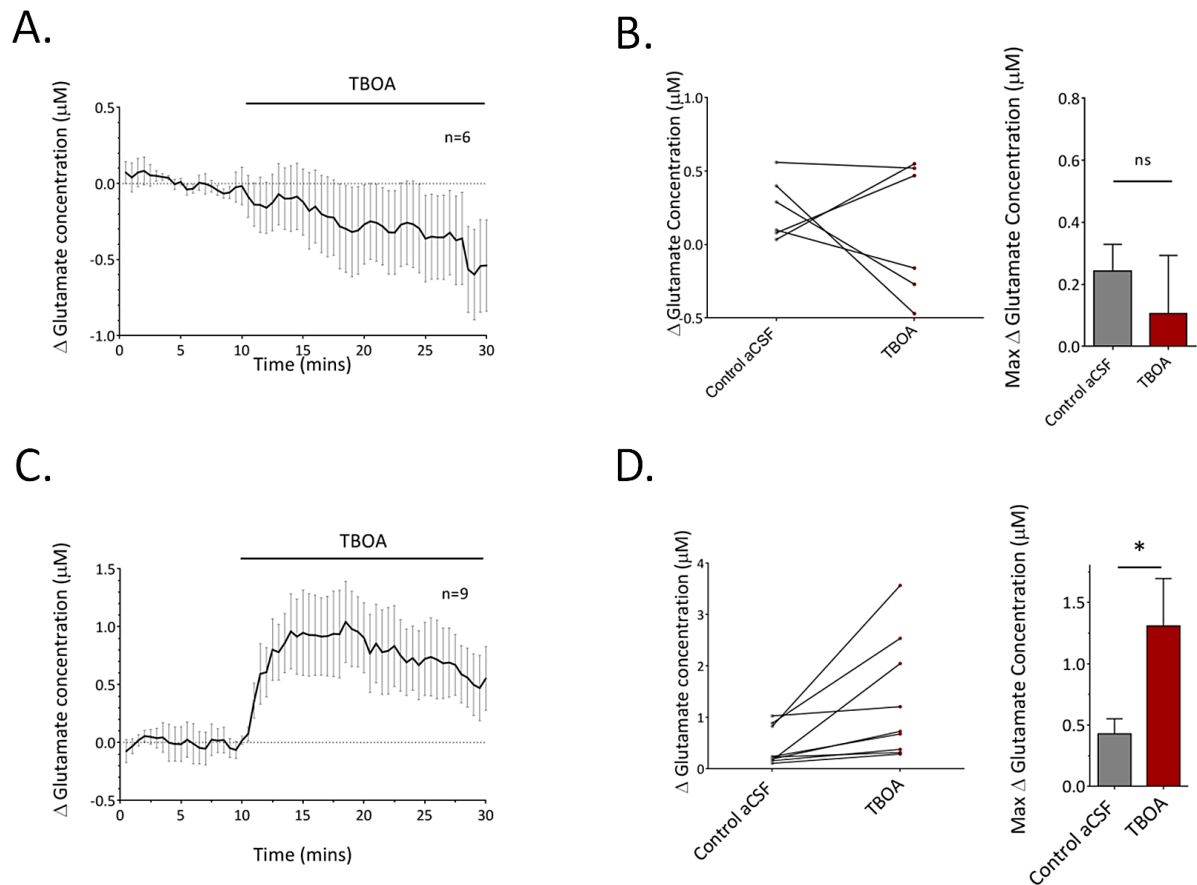 A.
TBOA
n=6
Δ Glutamate concentration (µM)
0.5
0.0
-0.5
-1.0
0 5 10 15 20 25 30
Time (mins)
B.
Δ Glutamate Concentration (µM)
1.0
0.5
0.0
-0.5
Control aCSF
TBOA
Max Δ Glutamate Concentration (µM)
0.8
0.6
0.4
0.2
0.0
ns
Control aCSF
TBOA
C.
TBOA
n=9
Δ Glutamate concentration (µM)
1.5
1.0
0.5
0.0
-0.5
0 5 10 15 20 25 30
Time (mins)
D.
Δ Glutamate concentration (µM)
4
3
2
1
0
Control aCSF
TBOA
Max Δ Glutamate Concentration (µM)
1.5
1.0
0.5
0.0
*
Control aCSF
TBOA